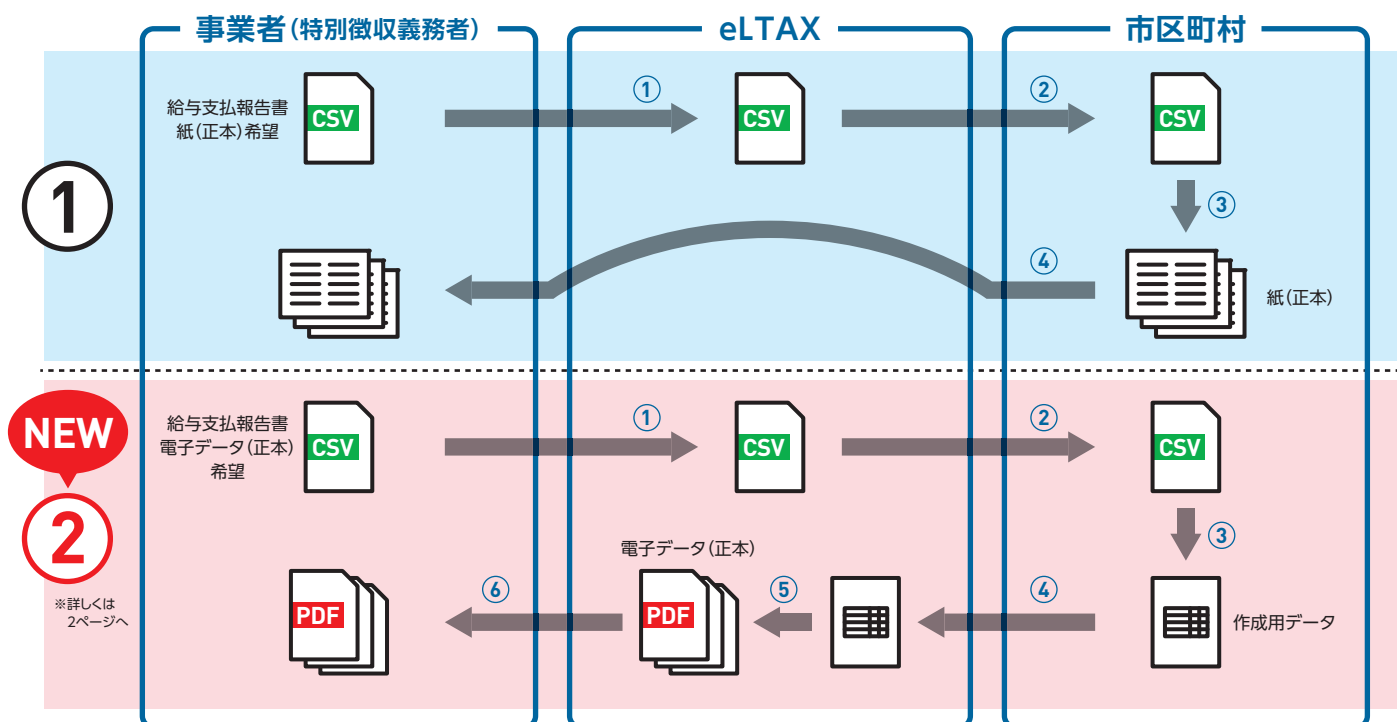 事業者(特別徴収義務者)
eLTAX
市区町村
①
給与支払報告書
紙(正本)希望
CSV
①
CSV
②
CSV
③
④
紙(正本)
NEW
②
※詳しくは
2ページへ
給与支払報告書
電子データ(正本)
希望
CSV
①
CSV
②
CSV
③
電子データ(正本)
PDF
⑥
PDF
⑤
④
作成用データ